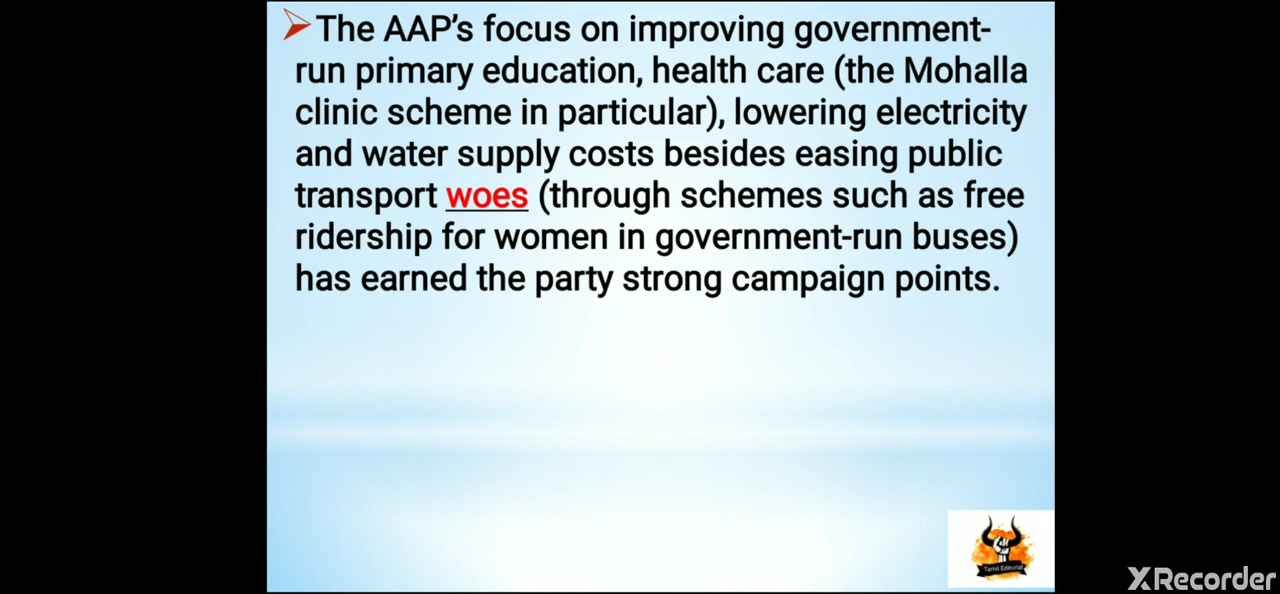 The AAP's focus on improving government-
run primary education, health care (the Mohalla
clinic scheme in particular), lowering electricity
and water supply costs besides easing public
transport woes (through schemes such as free
ridership for women in government-run buses)
has earned the party strong campaign points.
Tamil Editorial
XRecorder